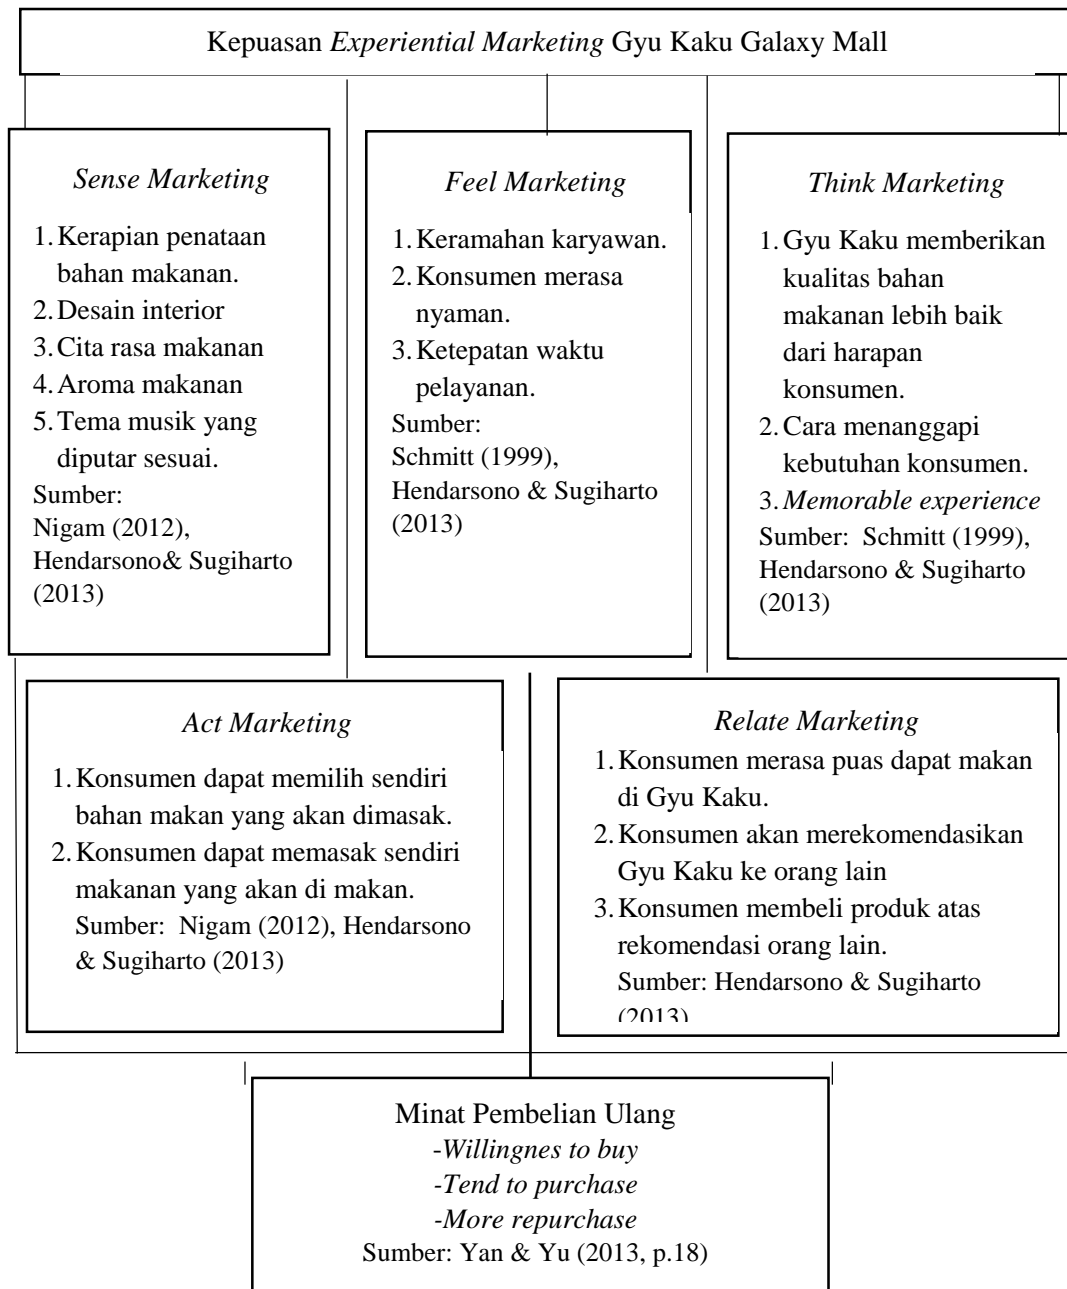 Kepuasan Experiential Marketing Gyu Kaku Galaxy Mall
Sense Marketing
1. Kerapian penataan
bahan makanan.
2. Desain interior
3. Cita rasa makanan
4. Aroma makanan
5. Tema musik yang
diputar sesuai.
Sumber:
Nigam (2012),
Hendarsono& Sugiharto
(2013)
Feel Marketing
1. Keramahan karyawan.
2. Konsumen merasa
nyaman.
3. Ketepatan waktu
pelayanan.
Sumber:
Schmitt (1999),
Hendarsono & Sugiharto
(2013)
Think Marketing
1. Gyu Kaku memberikan
kualitas bahan
makanan lebih baik
dari harapan
konsumen.
2. Cara menanggapi
kebutuhan konsumen.
3. Memorable experience
Sumber: Schmitt (1999),
Hendarsono & Sugiharto
(2013)
Act Marketing
1. Konsumen dapat memilih sendiri
bahan makan yang akan dimasak.
2. Konsumen dapat memasak sendiri
makanan yang akan di makan.
Sumber: Nigam (2012), Hendarsono
& Sugiharto (2013)
Relate Marketing
1. Konsumen merasa puas dapat makan
di Gyu Kaku.
2. Konsumen akan merekomendasikan
Gyu Kaku ke orang lain
3. Konsumen membeli produk atas
rekomendasi orang lain.
Sumber: Hendarsono & Sugiharto
(2013)
Minat Pembelian Ulang
-Willingnes to buy
-Tend to purchase
-More repurchase
Sumber: Yan & Yu (2013, p.18)